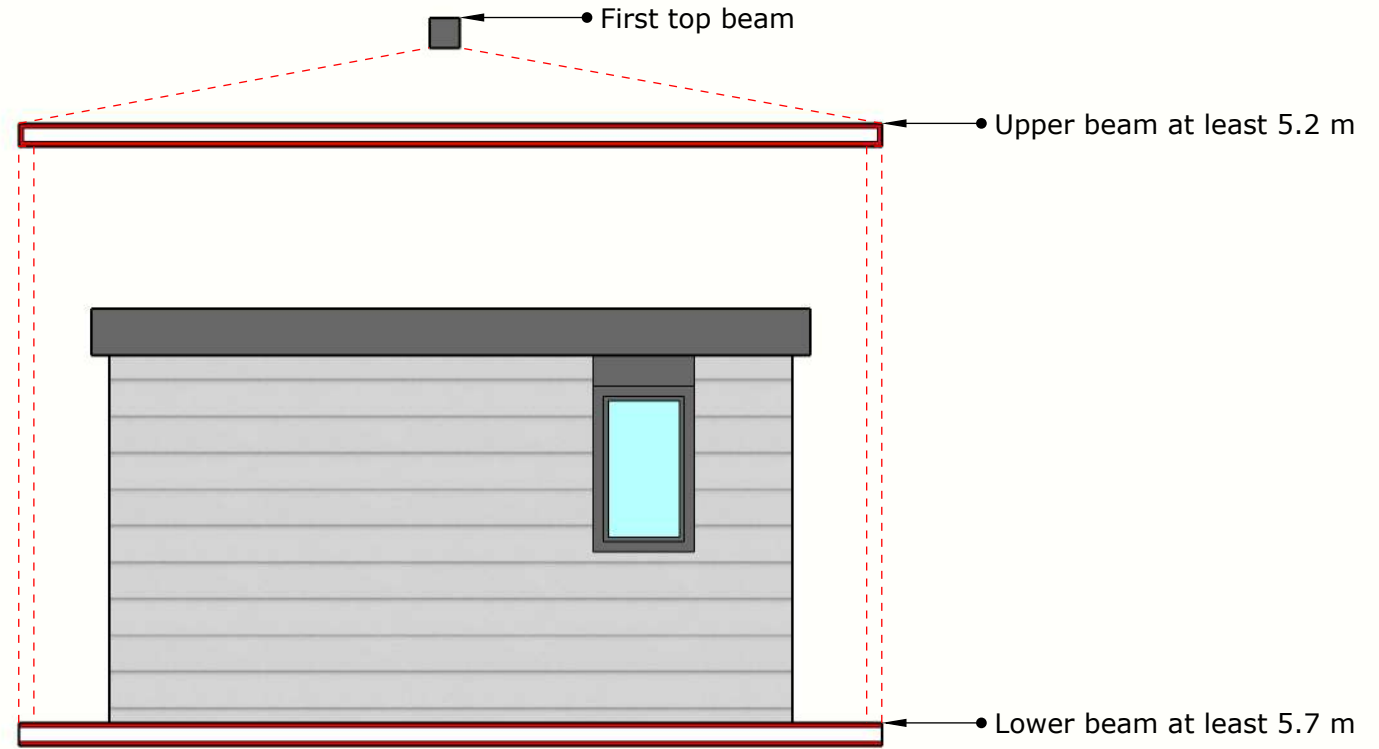 First top beam
Upper beam at least 5.2 m
Lower beam at least 5.7 m